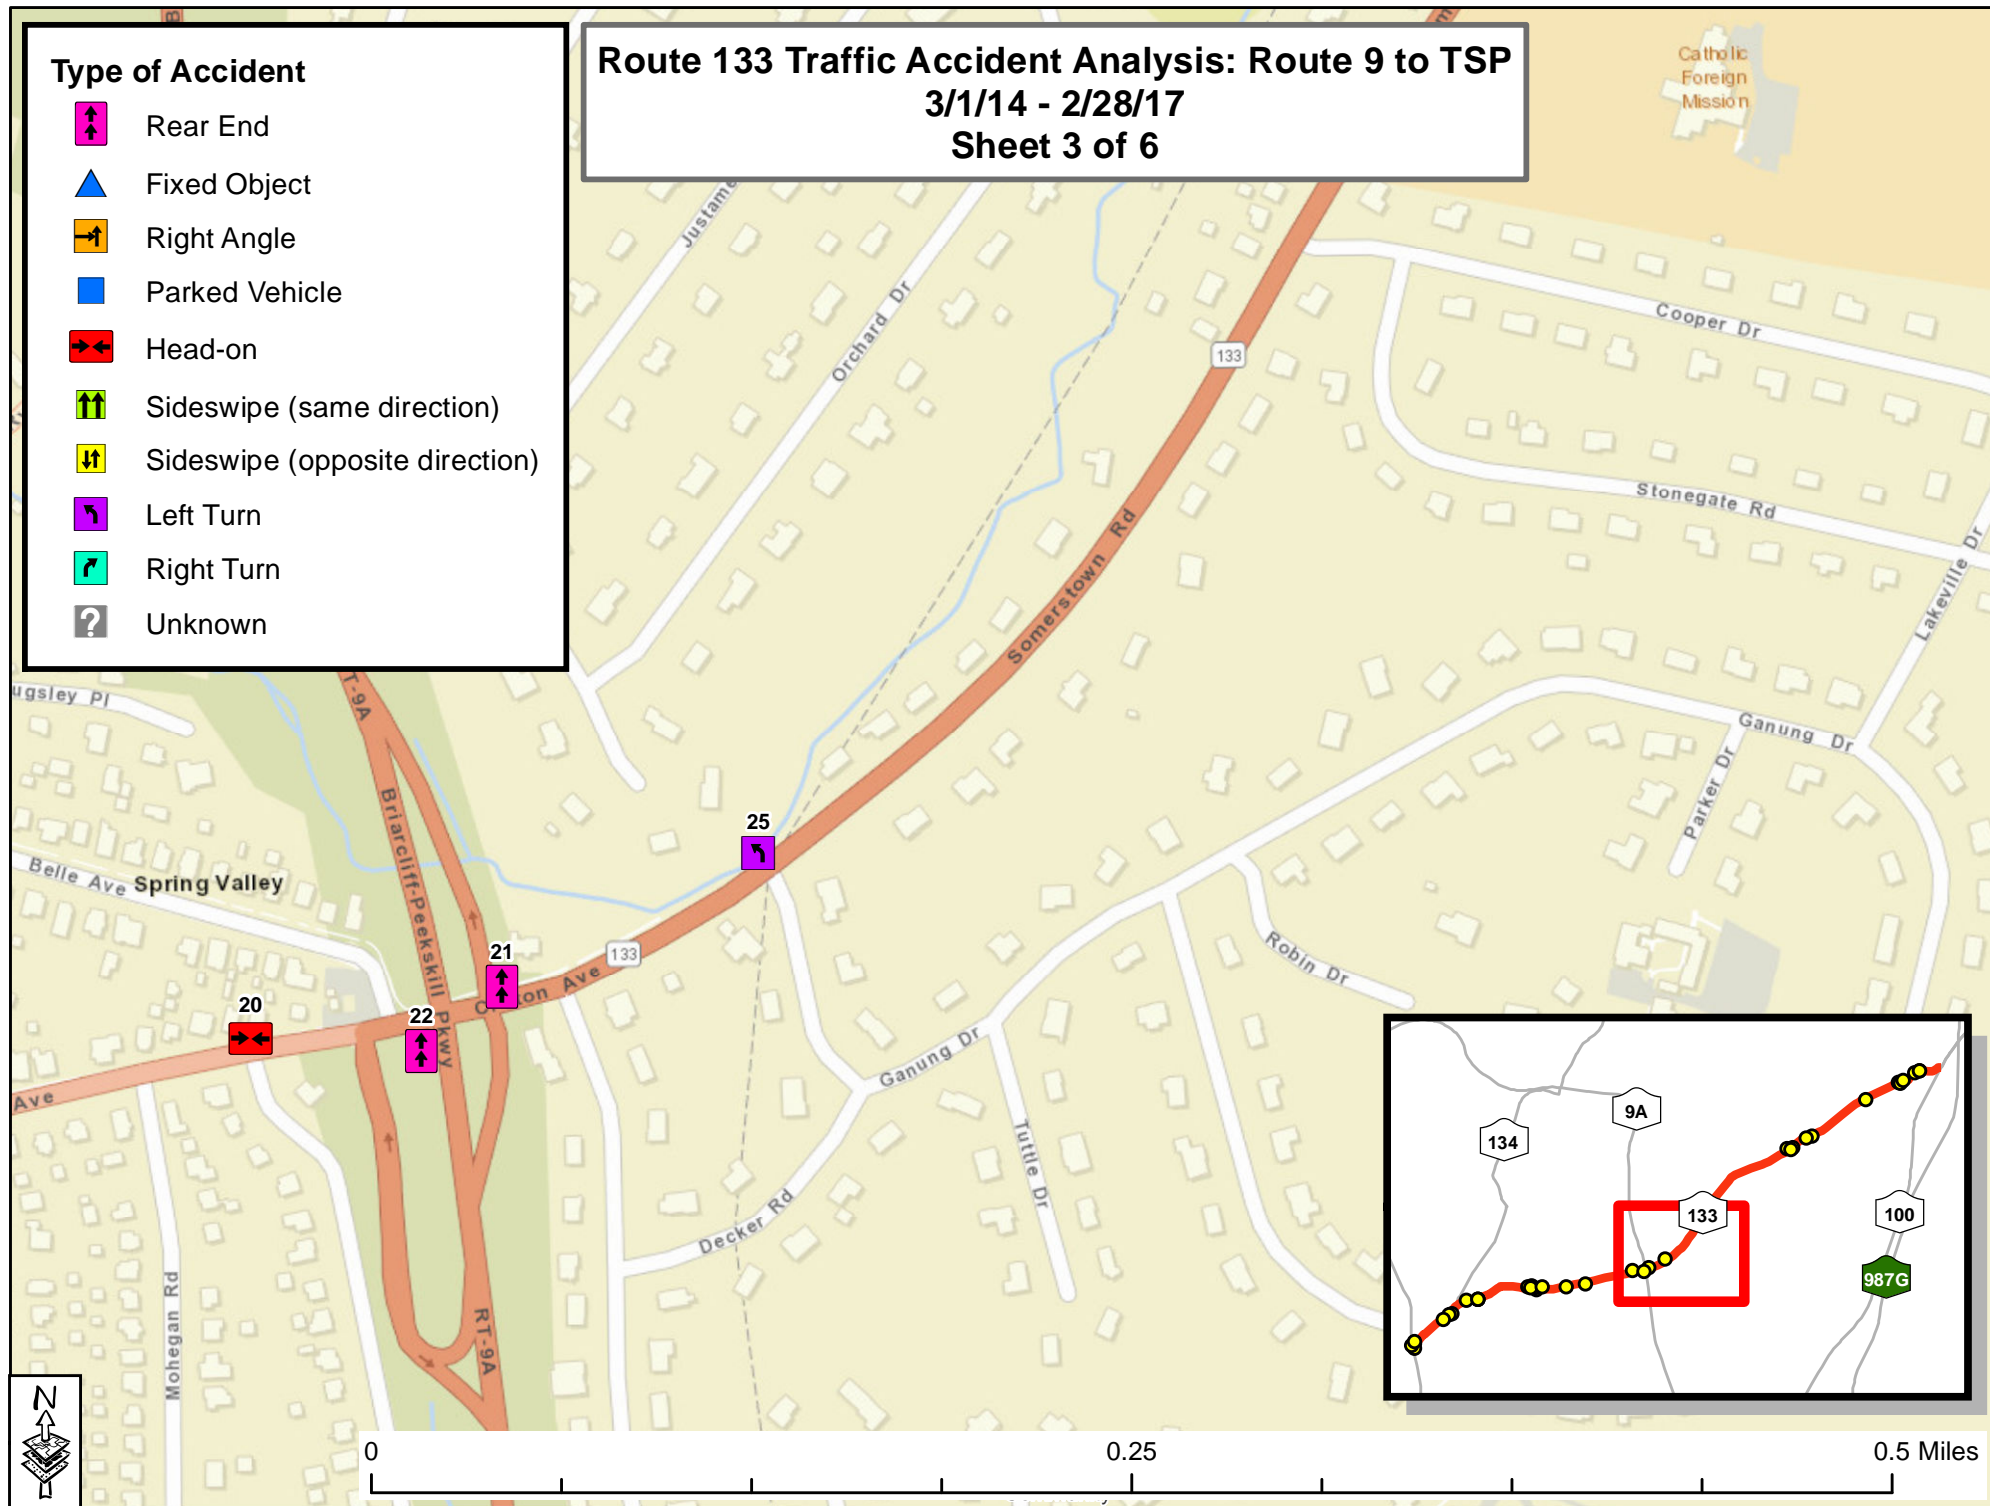 Route 133 Traffic Accident Analysis: Route 9 to TSP
3/1/14 - 2/28/17
Sheet 3 of 6
Type of Accident
Rear End
Fixed Object
Right Angle
Parked Vehicle
Head-on
Sideswipe (same direction)
Sideswipe (opposite direction)
Left Turn
Right Turn
?
Unknown
Catholic
Foreign
Mission
Orchard Dr
Cooper Dr
133
Stonegate Rd
Somerstown Rd
Lakeville Dr
Ganung Dr
Parker Dr
Briarcliff-Peekskill Pkwy
25
Belle Ave
Spring Valley
21
133
Robin Dr
20
22
Ave
Ganung Dr
Tuttle Dr
Decker Rd
Mohegan Rd
RT-9A
9A
134
133
100
987G
N
0
0.25
0.5 Miles